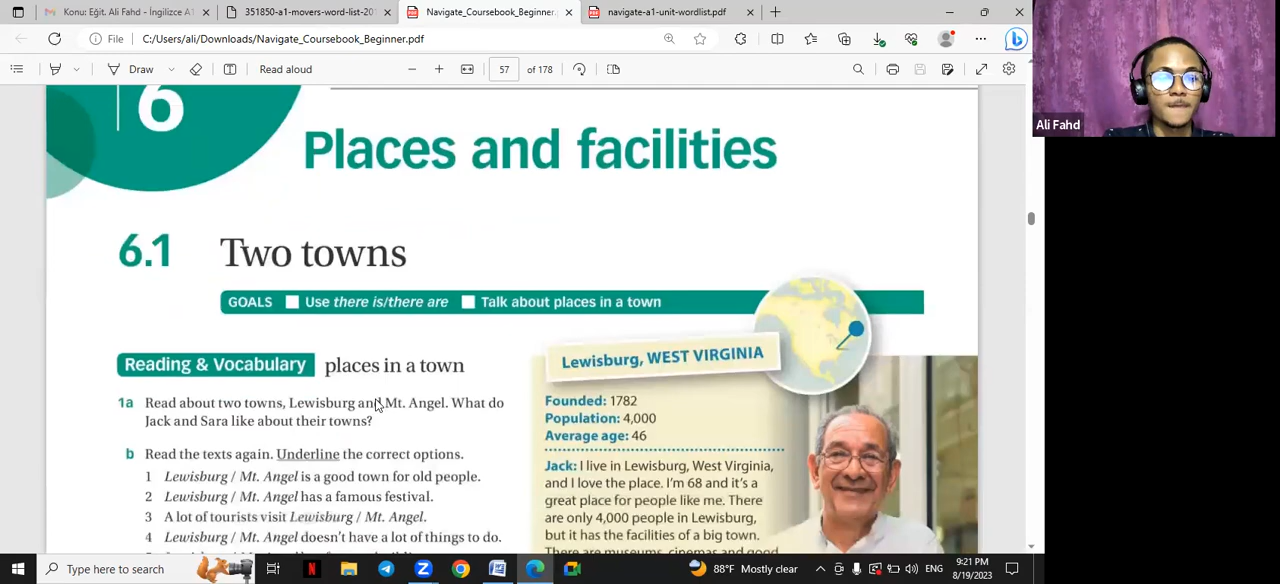 Konu: Eğit. Ali Fahd - İngilizce A1
351850-a1-movers-word-list-201
Navigate_Coursebook_Beginner.p
navigate-a1-unit-wordlist.pdf
File
C:/Users/ali/Downloads/Navigate_Coursebook_Beginner.pdf
Draw
Read aloud
57
of 178
Ali Fahd
6
Places and facilities
6.1
Two towns
GOALS Use there is/there are Talk about places in a town
Reading & Vocabulary places in a town
1a Read about two towns, Lewisburg and Mt. Angel. What do
Jack and Sara like about their towns?
b Read the texts again. Underline the correct options.
1 Lewisburg / Mt. Angel is a good town for old people.
2 Lewisburg / Mt. Angel has a famous festival.
3 A lot of tourists visit Lewisburg / Mt. Angel.
4 Lewisburg / Mt. Angel doesn't have a lot of things to do.
Lewisburg, WEST VIRGINIA
Founded: 1782
Population: 4,000
Average age: 46
Jack: I live in Lewisburg, West Virginia,
and I love the place. I'm 68 and it's a
great place for people like me. There
are only 4,000 people in Lewisburg,
but it has the facilities of a big town.
There are museums, cinemas and good
Type here to search
88°F Mostly clear
ENG
9:21 PM
8/19/2023